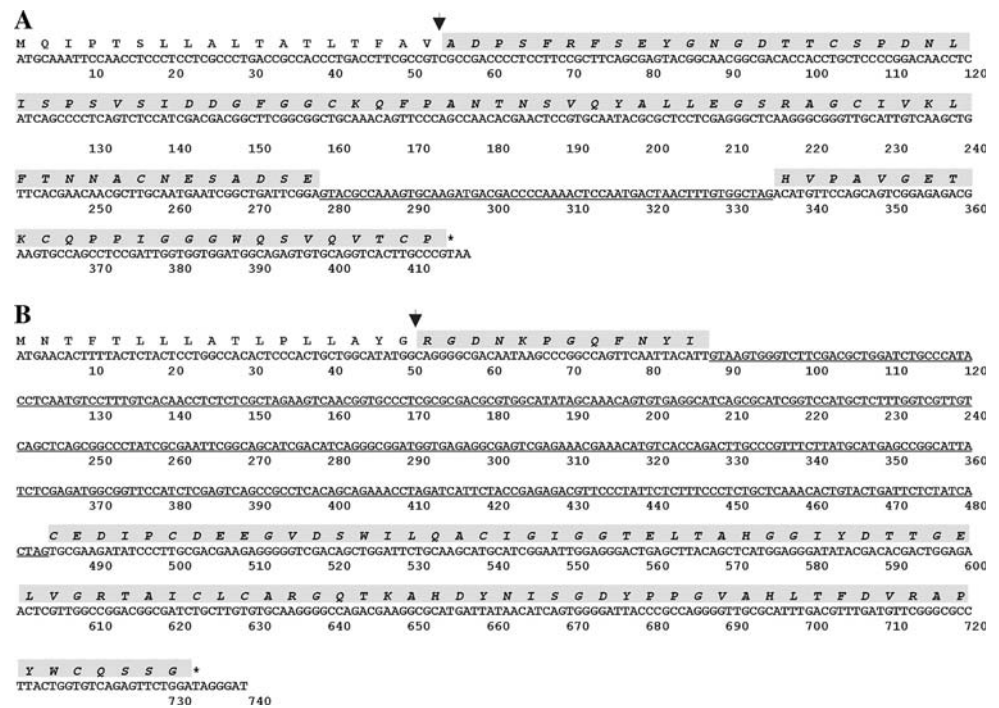 A
M Q I P T S L L A L T A T L T F A V A D P S F R F S E Y G N G D T T C S P D N L
ATGCAAATTCCAACCTCCCTCCTCGCCCTGACCGCCACCCTGACCTTCGCCGTCGCCGACCCCTCCTTCCGCTTCAGCGAGTACGGCAACGGCGACACCACCTGCTCCCCGGACAACCTC
10 20 30 40 50 60 70 80 90 100 110 120
I S P S V S I D D G F G G C K Q F P A N T N S V Q Y A L L E G S R A G C I V K L
ATCAGCCCCTCAGTCTCCATCGACGACGGCTTCGGCGGCTGCAAACAGTTCCCAGCCAACACGAACTCCGTGCAATACGCGCTCCTCGAGGGCTCAAGGGCGGGTTGCATTGTCAAGCTG
130 140 150 160 170 180 190 200 210 220 230 240
F T N N A C N E S A D S E H V P A V G E T
TTCACGAACAACGCTTGCAATGAATCGGCTGATTCGGAGTACGCCAAAGTGCAAGATGACGACCCCAAAACTCCAATGACTAACTTTGTGGCTAGACATGTTCCAGCAGTCGGAGAGACG
250 260 270 280 290 300 310 320 330 340 350 360
K C Q P P I G G G W Q S V Q V T C P *
AAGTGCCAGCCTCCGATTGGTGGTGGATGGCAGAGTGTGCAGGTCACTTGCCCGTAA
370 380 390 400 410
B
M N T F T L L L A T L P L L A Y G R G D N K P G Q F N Y I
ATGAACACTTTTACTCTACTCCTGGCCACACTCCCACTGCTGGCATATGGCAGGGGCGACAATAAGCCCGGCCAGTTCAATTACATTGTAAGTGGGTCTTCGACGCTGGATCTGCCCATA
10 20 30 40 50 60 70 80 90 100 110 120
CCTCAATGTCCTTTGTCACAACCTCTCTCGCTAGAAGTCAACGGTGCCCTCGCGCGACGCGTGGCATATAGCAAACAGTGTGAGGCATCAGCGCATCGGTCCATGCTCTTTGGTCGTTGT
130 140 150 160 170 180 190 200 210 220 230 240
CAGCTCAGCGGCCCTATCGCGAATTCGGCAGCATCGACATCAGGGCGGATGGTGAGAGGCGAGTCGAGAAACGAAACATGTCACCAGACTTGCCCGTTTCTTATGCATGAGCCGGCATTA
250 260 270 280 290 300 310 320 330 340 350 360
TCTCGAGATGGCGGTTCCATCTCGAGTCAGCCGCCTCACAGCAGAAACCTAGATCATTCTACCGAGAGACGTTCCCTATTCTCTTTCCCTCTGCTCAAACACTGTACTGATTCTCTATCA
370 380 390 400 410 420 430 440 450 460 470 480
C E D I P C D E E G V D S W I L Q A C I G I G G T E L T A H G G I Y D T T G E
CTAGTGCGAAGATATCCCTTGCGACGAAGAGGGGGTCGACAGCTGGATTCTGCAAGCATGCATCGGAATTGGAGGGACTGAGCTTACAGCTCATGGAGGGATATACGACACGACTGGAGA
490 500 510 520 530 540 550 560 570 580 590 600
L V G R T A I C L C A R G Q T K A H D Y N I S G D Y P P G V A H L T F D V R A P
ACTCGTTGGCCGGACGGCGATCTGCTTGTGTGCAAGGGGCCAGACGAAGGCGCATGATTATAACATCAGTGGGGATTACCCGCCAGGGGTTGCGCATTTGACGTTTGATGTTCGGGCGCC
610 620 630 640 650 660 670 680 690 700 710 720
Y W C Q S S G *
TTACTGGTGTCAGAGTTCTGGATAGGGAT
730 740